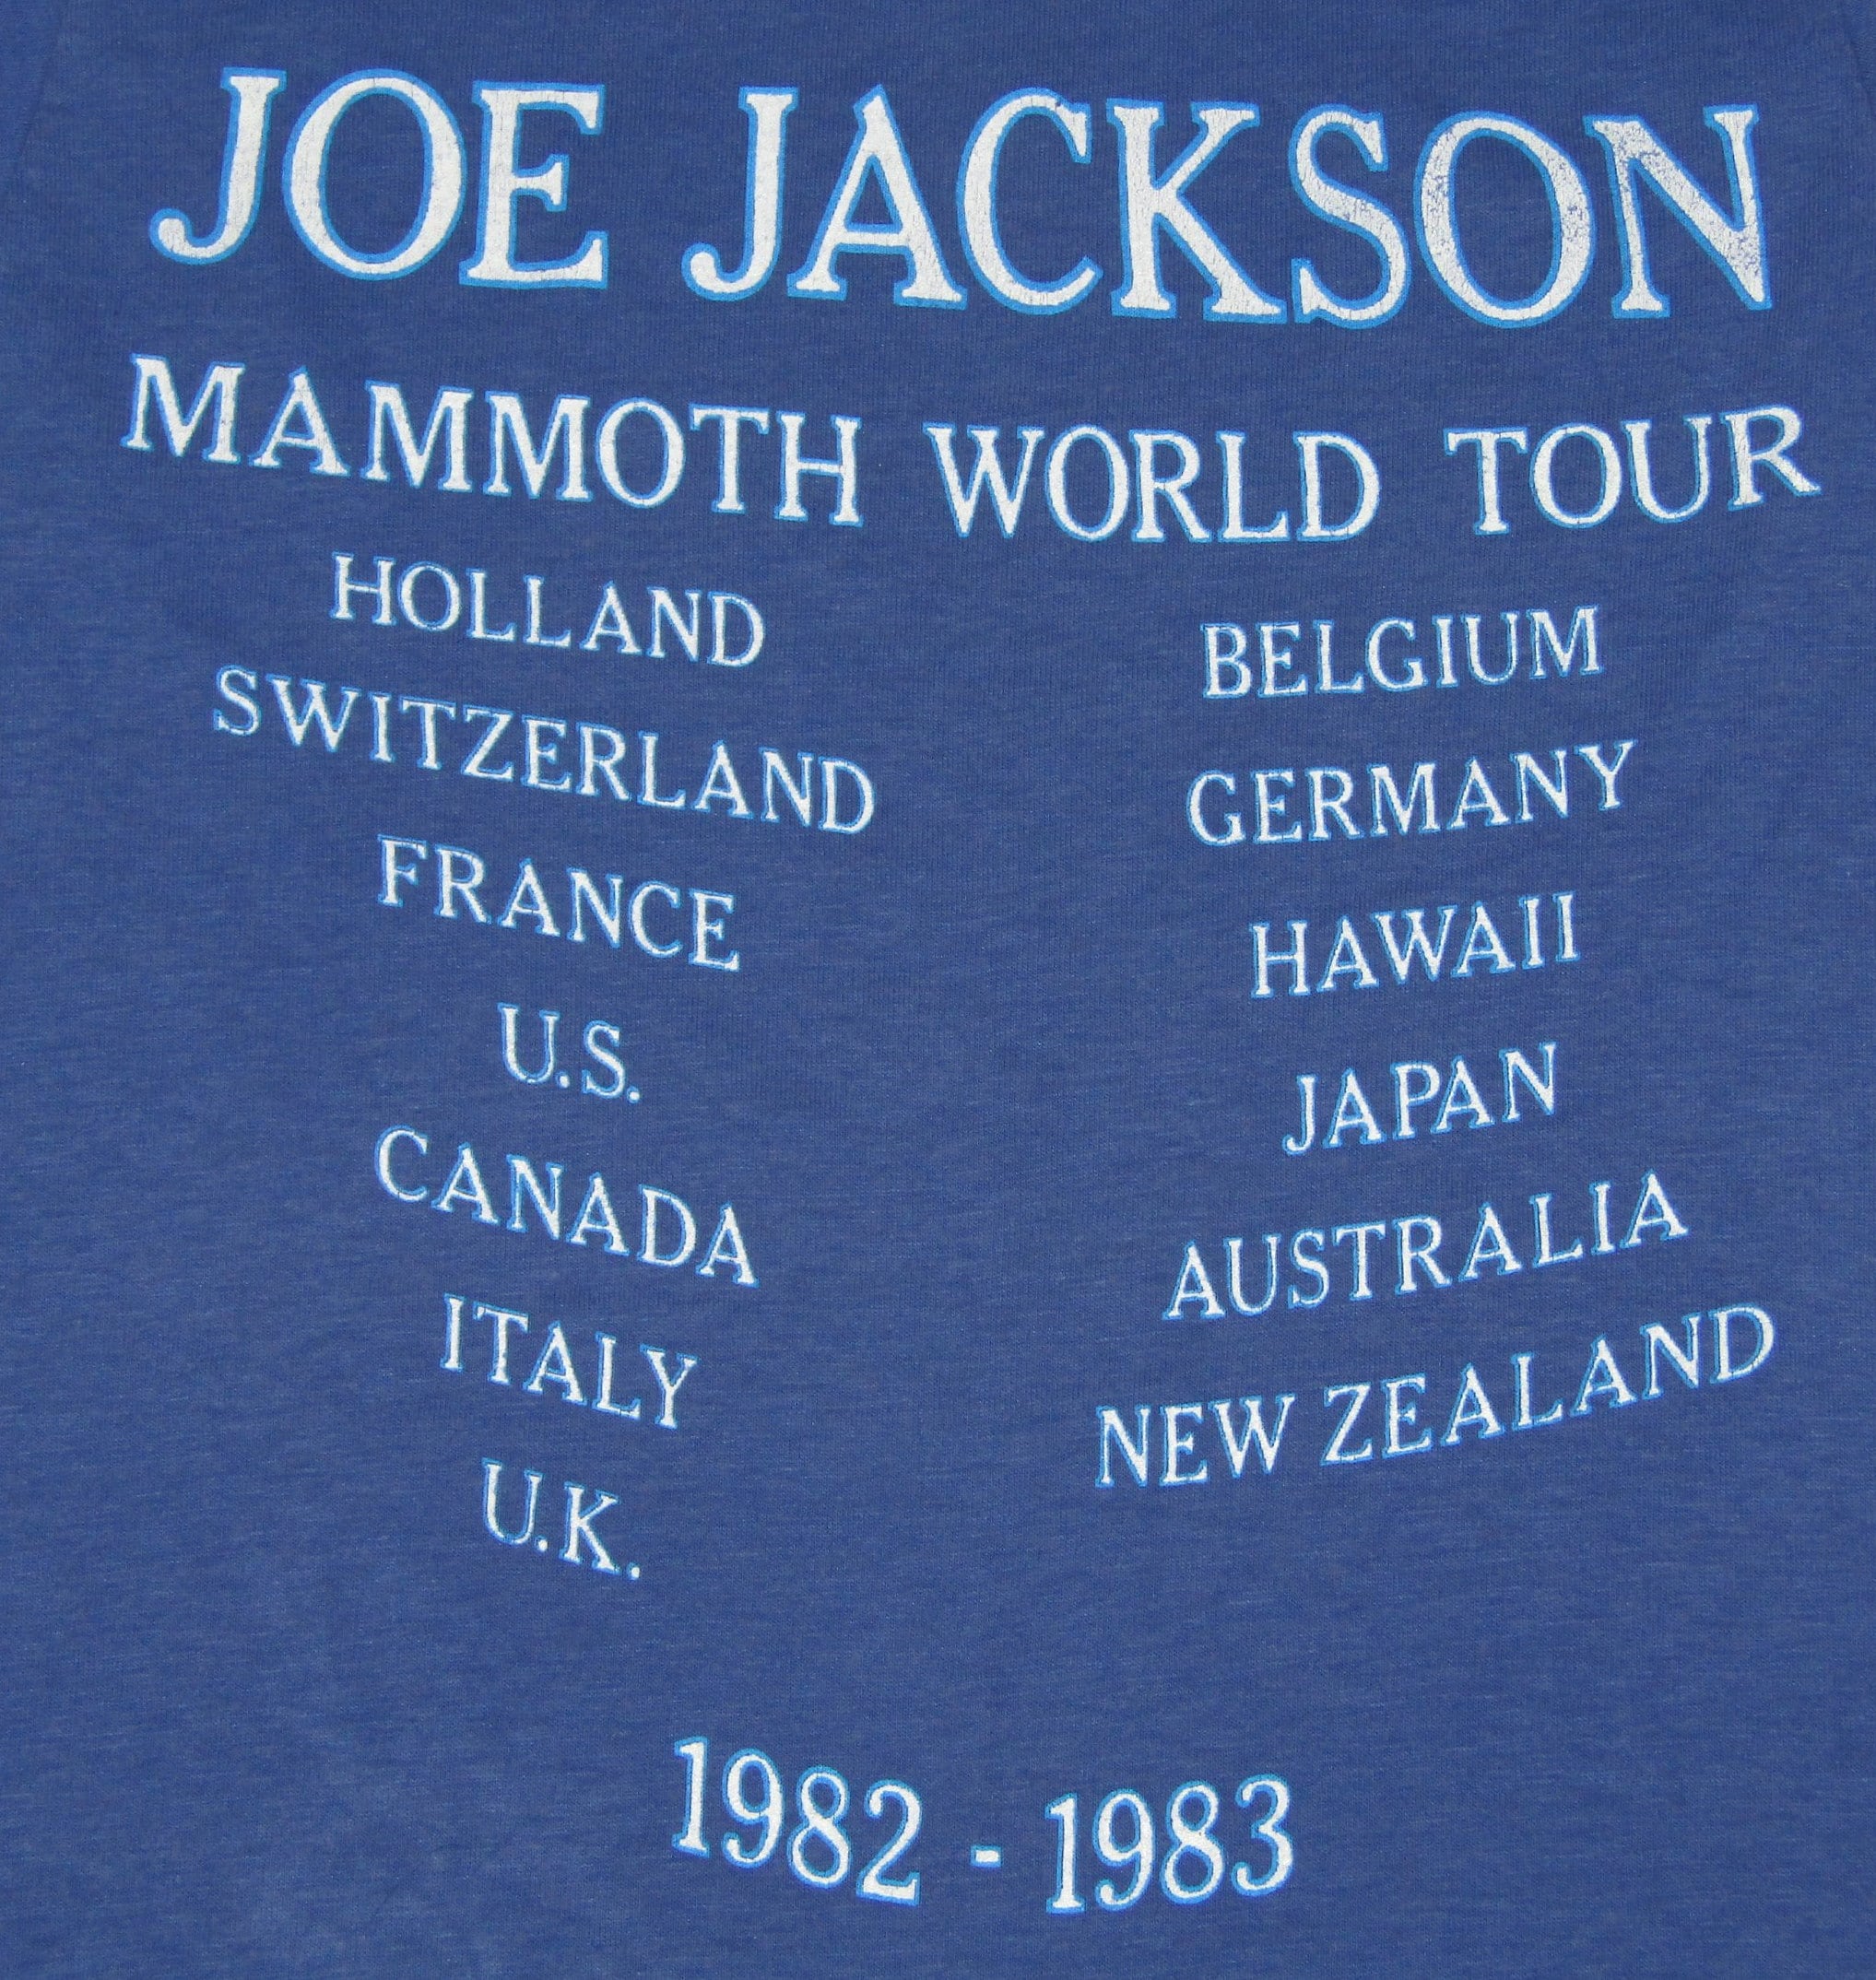 JOE JACKSON
MAMMOTH WORLD TOUR
HOLLAND
SWITZERLAND
FRANCE
U.S.
CANADA
ITALY
U.K.
BELGIUM
GERMANY
HAWAII
JAPAN
AUSTRALIA
NEW ZEALAND
1982 - 1983